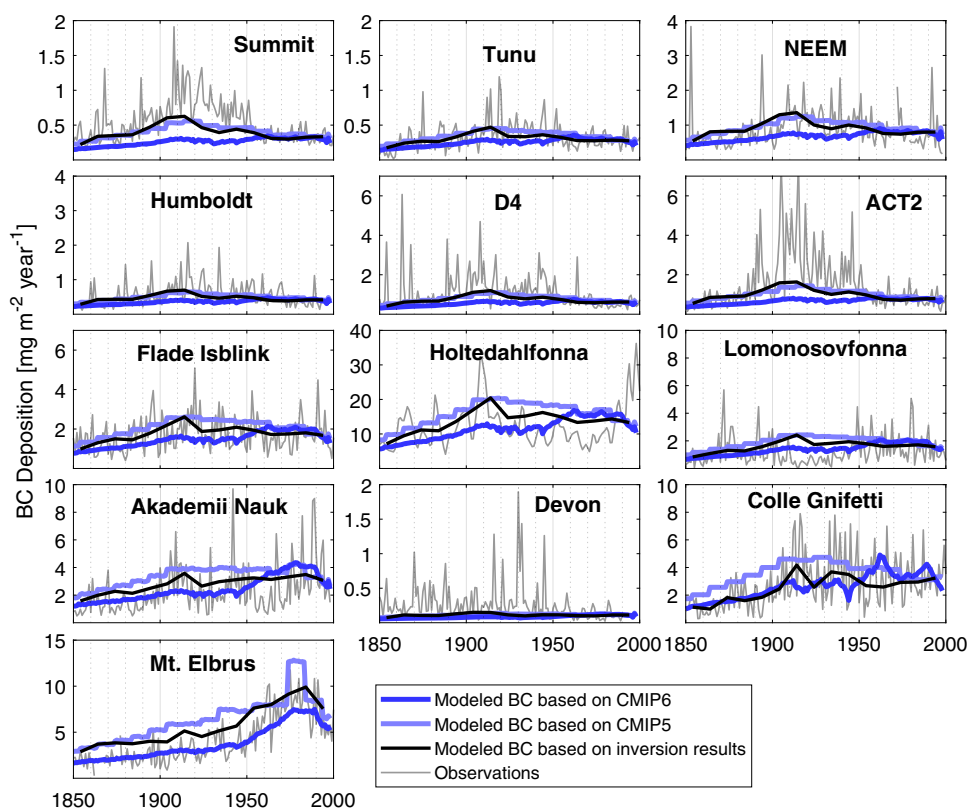 2
1.5
1
0.5
Summit
2
1.5
1
0.5
Tunu
4
3
2
1
NEEM
4
3
2
1
Humboldt
6
4
2
D4
6
4
2
ACT2
6
4
2
Flade Isblink
40
30
20
10
Holtedahlfonna
10
8
6
4
2
Lomonosovfonna
10
8
6
4
2
Akademii Nauk
2
1.5
1
0.5
Devon
1850 1900 1950 2000
10
8
6
4
2
Colle Gnifetti
1850 1900 1950 2000
15
10
5
Mt. Elbrus
1850 1900 1950 2000
BC Deposition [mg m⁻² year⁻¹]
Modeled BC based on CMIP6
Modeled BC based on CMIP5
Modeled BC based on inversion results
Observations